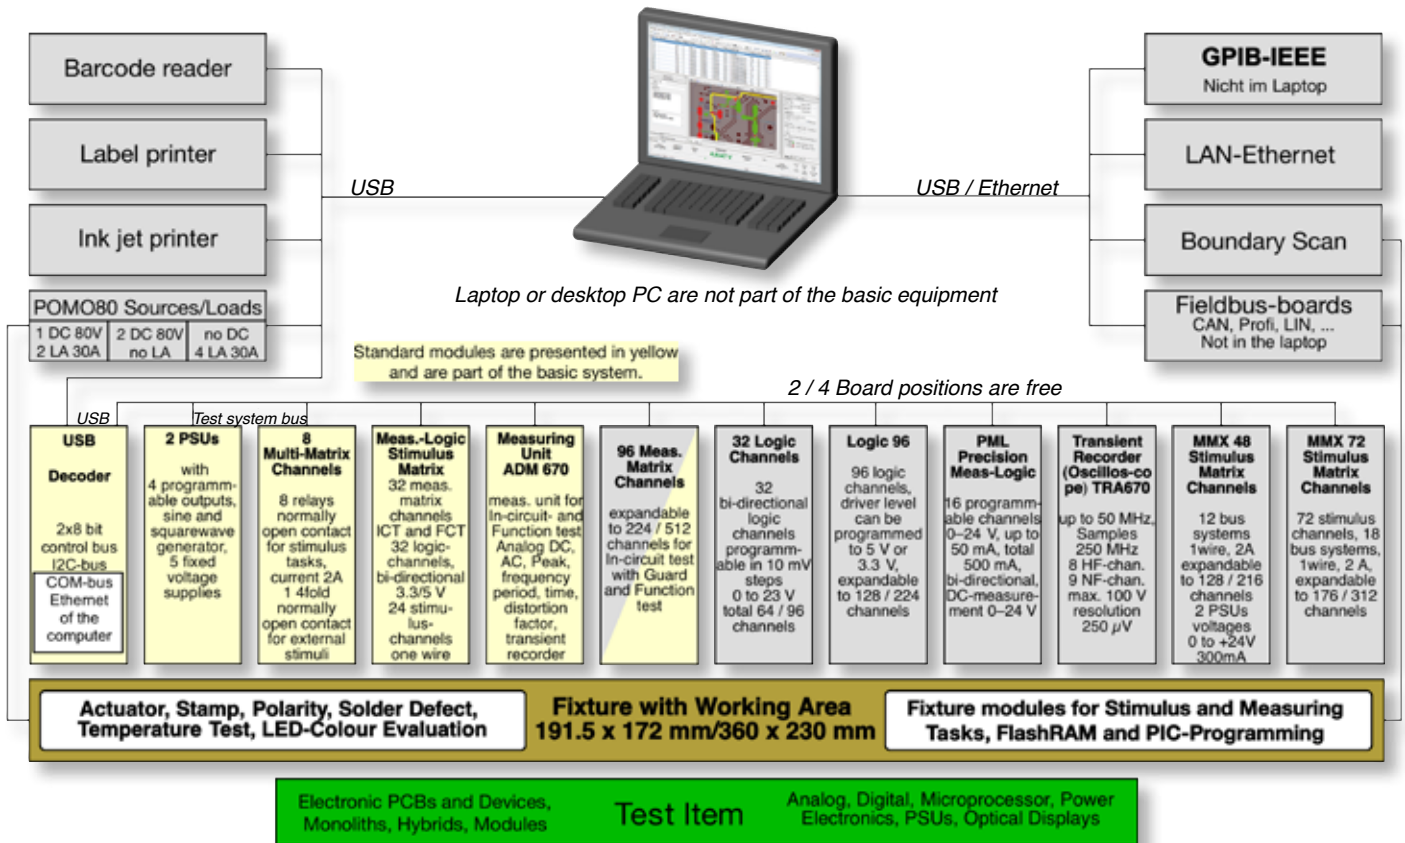 Barcode reader
Label printer
Ink jet printer
POMO80 Sources/Loads
1 DC 80V
2 LA 30A
2 DC 80V
no LA
no DC
4 LA 30A
USB
USB / Ethernet
GPIB-IEEE
Nicht im Laptop
LAN-Ethernet
Boundary Scan
Fieldbus-boards
CAN, Profi, LIN, ...
Not in the laptop
Laptop or desktop PC are not part of the basic equipment
Standard modules are presented in yellow
and are part of the basic system.
2 / 4 Board positions are free
USB
Test system bus
USB
Decoder
2x8 bit
control bus
I2C-bus
COM-bus
Ethernet
of the
computer
2 PSUs
with
4 programm-
able outputs,
sine and
squarewave
generator,
5 fixed
voltage
supplies
8
Multi-Matrix
Channels
8 relays
normally
open contact
for stimulus
tasks,
current 2A
1 4fold
normally
open contact
for external
stimuli
Meas.-Logic
Stimulus
Matrix
32 meas.
matrix
channels
ICT and FCT
32 logic-
channels,
bi-directional
3.3/5 V
24 stimu-
lus-
channels
one wire
Measuring
Unit
ADM 670
meas. unit for
In-circuit- and
Function test
Analog DC,
AC, Peak,
frequency
period, time,
distortion
factor,
transient
recorder
96 Meas.
Matrix
Channels
expandable
to 224 / 512
channels for
In-circuit test
with Guard
and Function
test
32 Logic
Channels
32
bi-directional
logic
channels
programm-
able in 10 mV
steps
0 to 23 V
total 64 / 96
channels
Logic 96
96 logic
channels,
driver level
can be
programmed
to 5 V or
3.3 V,
expandable
to 128 / 224
channels
PML
Precision
Meas-Logic
16 programm-
able channels
0–24 V, up to
50 mA, total
500 mA,
bi-directional,
DC-measure-
ment 0–24 V
Transient
Recorder
(Oscillos-co
pe) TRA670
up to 50 MHz,
Samples
250 MHz
8 HF-chan.
9 NF-chan.
max. 100 V
resolution
250 µV
MMX 48
Stimulus
Matrix
Channels
12 bus
systems
1wire, 2A
expandable
to 128 / 216
channels
2 PSUs
voltages
0 to +24V
300mA
MMX 72
Stimulus
Matrix
Channels
72 stimulus
channels, 18
bus systems,
1wire, 2 A,
expandable
to 176 / 312
channels
Actuator, Stamp, Polarity, Solder Defect,
Temperature Test, LED-Colour Evaluation
Fixture with Working Area
191.5 x 172 mm/360 x 230 mm
Fixture modules for Stimulus and Measuring
Tasks, FlashRAM and PIC-Programming
Electronic PCBs and Devices,
Monoliths, Hybrids, Modules
Test Item
Analog, Digital, Microprocessor, Power
Electronics, PSUs, Optical Displays